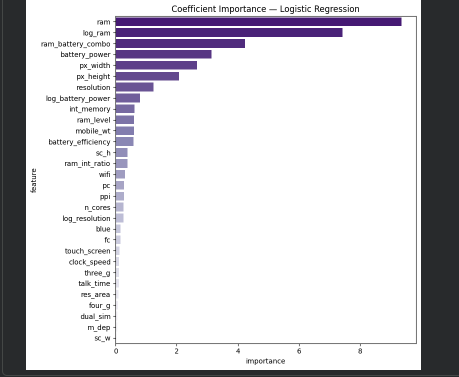 Coefficient Importance — Logistic Regression
ram
log_ram
ram_battery_combo
battery_power
px_width
px_height
resolution
log_battery_power
int_memory
ram_level
mobile_wt
battery_efficiency
sc_h
ram_int_ratio
wifi
pc
ppi
n_cores
log_resolution
blue
fc
touch_screen
clock_speed
three_g
talk_time
res_area
four_g
dual_sim
m_dep
sc_w
feature
0 2 4 6 8
importance